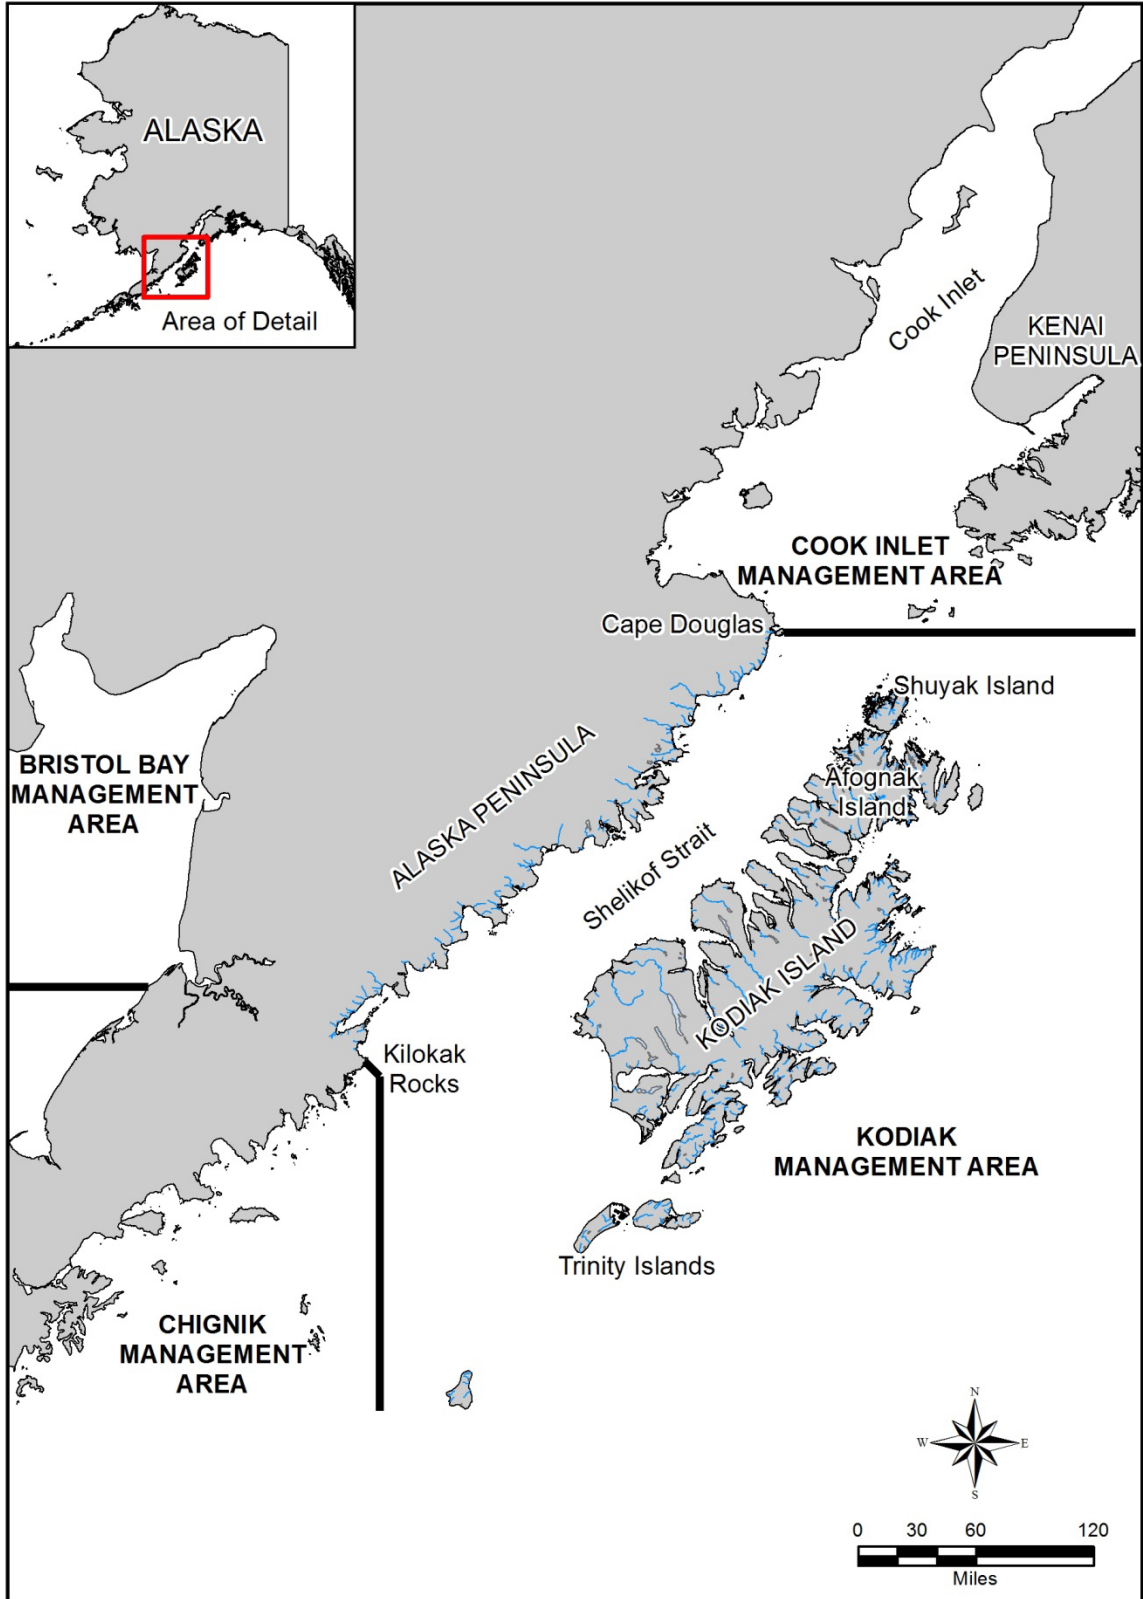 ALASKA
Area of Detail
Cook Inlet
KENAI
PENINSULA
COOK INLET
MANAGEMENT AREA
Cape Douglas
Shuyak Island
BRISTOL BAY
MANAGEMENT
AREA
ALASKA PENINSULA
Afognak
Island
Shelikof Strait
KODIAK ISLAND
Kilokak
Rocks
KODIAK
MANAGEMENT AREA
Trinity Islands
CHIGNIK
MANAGEMENT
AREA
N
W
E
S
0 30 60 120
Miles